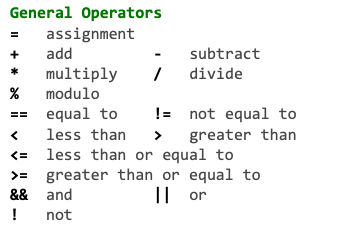 General Operators
= assignment
+ add - subtract
* multiply / divide
% modulo
== equal to != not equal to
< less than > greater than
<= less than or equal to
>= greater than or equal to
&& and || or
! not